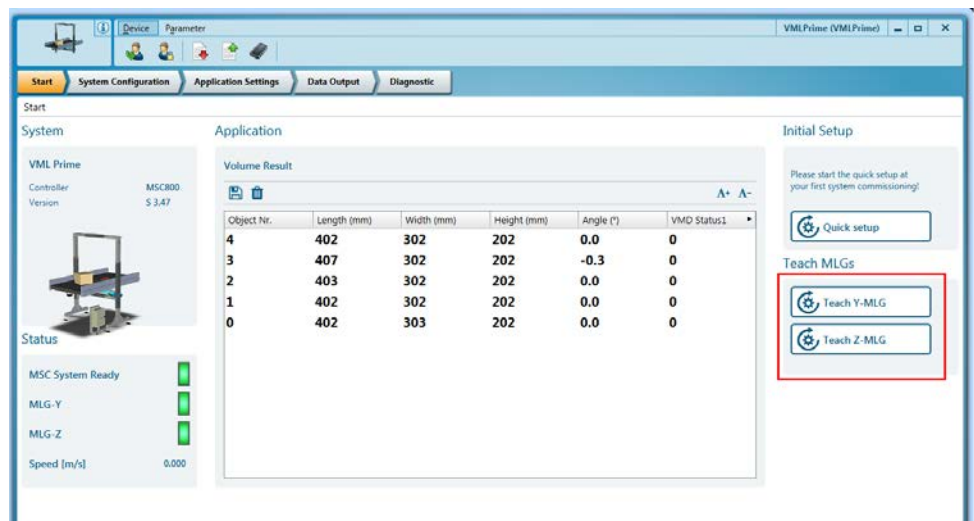 Device Parameter
VMLPrime (VMLPrime)
Start System Configuration Application Settings Data Output Diagnostic
Start
System
VML Prime
Controller MSC800
Version S 3.47
Status
MSC System Ready
MLG-Y
MLG-Z
Speed [m/s] 0.000
Application
Volume Result
A+ A-
Object Nr. Length (mm) Width (mm) Height (mm) Angle (°) VMD Status1
4 402 302 202 0.0 0
3 407 302 202 -0.3 0
2 403 302 202 0.0 0
1 402 302 202 0.0 0
0 402 303 202 0.0 0
Initial Setup
Please start the quick setup at
your first system commissioning!
Quick setup
Teach MLGs
Teach Y-MLG
Teach Z-MLG